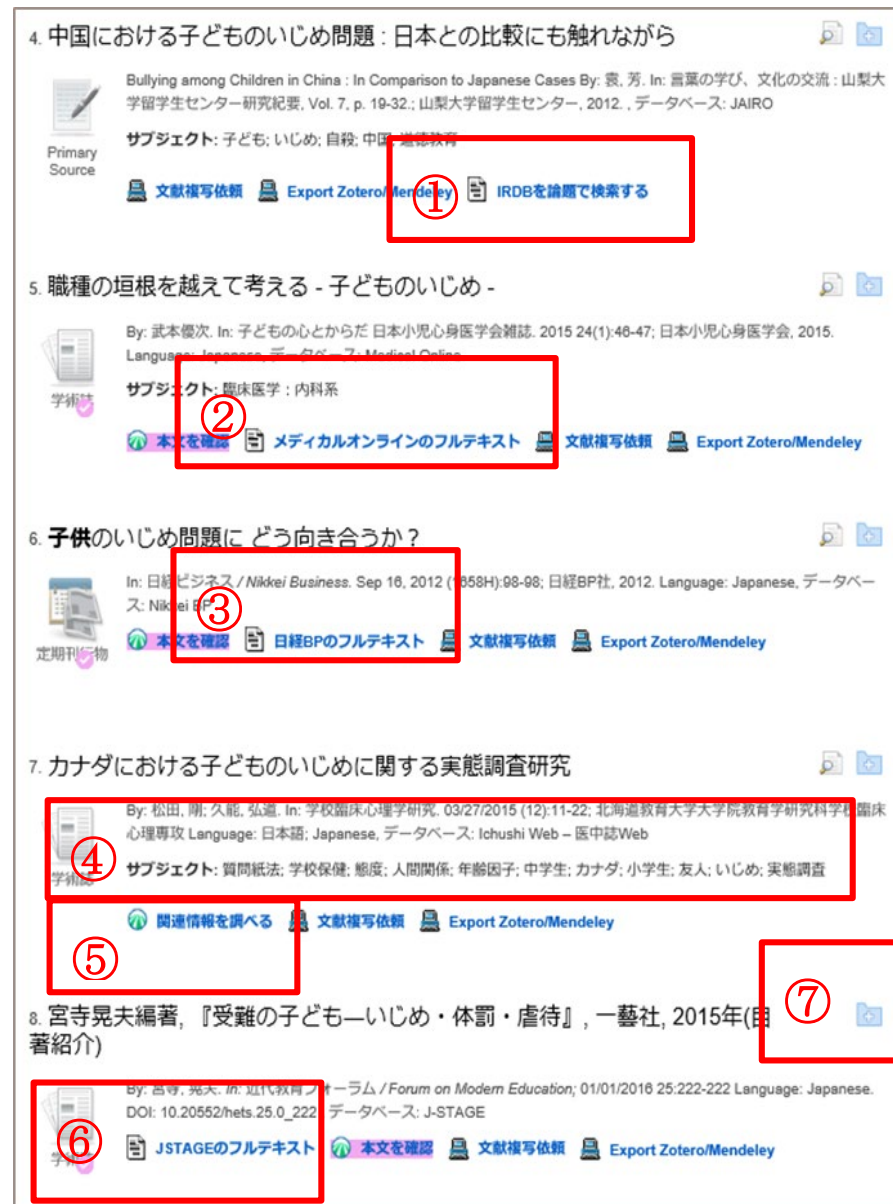 4. 中国における子どものいじめ問題 : 日本との比較にも触れながら
Bullying among Children in China : In Comparison to Japanese Cases By: 袁, 芳. In: 言葉の学び、文化の交流 : 山梨大
学留学生センター研究紀要, Vol. 7, p. 19-32.; 山梨大学留学生センター, 2012. , データベース: JAIRO
サブジェクト: 子ども; いじめ; 自殺; 中国; 道徳教育
Primary
Source
文献複写依頼 Export Zotero/Mendeley ① IRDBを論題で検索する
5. 職種の垣根を越えて考える - 子どものいじめ -
By: 武本優次. In: 子どもの心とからだ 日本小児心身医学会雑誌. 2015 24(1):46-47; 日本小児心身医学会, 2015.
Language: Japanese, データベース: Medical Online
サブジェクト: 臨床医学 : 内科系
学術誌
②
本文を確認 メディカルオンラインのフルテキスト 文献複写依頼 Export Zotero/Mendeley
6. 子供のいじめ問題に どう向き合うか？
In: 日経ビジネス / Nikkei Business. Sep 16, 2012 (1658H):98-98; 日経BP社, 2012. Language: Japanese, データベー
ス: Nikkei BP
③
本文を確認 日経BPのフルテキスト 文献複写依頼 Export Zotero/Mendeley
定期刊行物
7. カナダにおける子どものいじめに関する実態調査研究
By: 松田, 剛; 久能, 弘道. In: 学校臨床心理学研究. 03/27/2015 (12):11-22; 北海道教育大学大学院教育学研究科学校臨床
心理専攻 Language: 日本語; Japanese, データベース: Ichushi Web – 医中誌Web
④
サブジェクト: 質問紙法; 学校保健; 態度; 人間関係; 年齢因子; 中学生; カナダ; 小学生; 友人; いじめ; 実態調査
学術誌
関連情報を調べる 文献複写依頼 Export Zotero/Mendeley
⑤
⑦
8. 宮寺晃夫編著, 『受難の子ども―いじめ・体罰・虐待』, 一藝社, 2015年(自
著紹介)
By: 宮寺, 晃夫. In: 近代教育フォーラム / Forum on Modern Education; 01/01/2016 25:222-222 Language: Japanese.
DOI: 10.20552/hets.25.0_222, データベース: J-STAGE
⑥
学術誌
JSTAGEのフルテキスト 本文を確認 文献複写依頼 Export Zotero/Mendeley